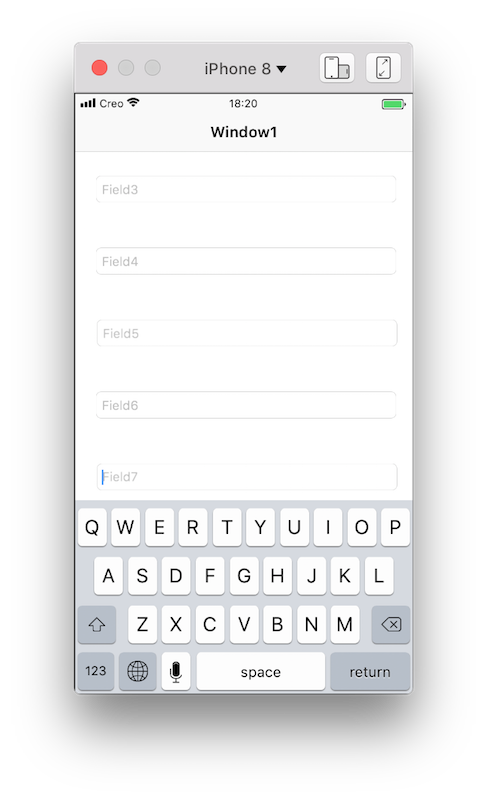 iPhone 8
Creo 18:20
Window1
Field3
Field4
Field5
Field6
Field7
Q W E R T Y U I O P
A S D F G H J K L
Z X C V B N M
123 space return